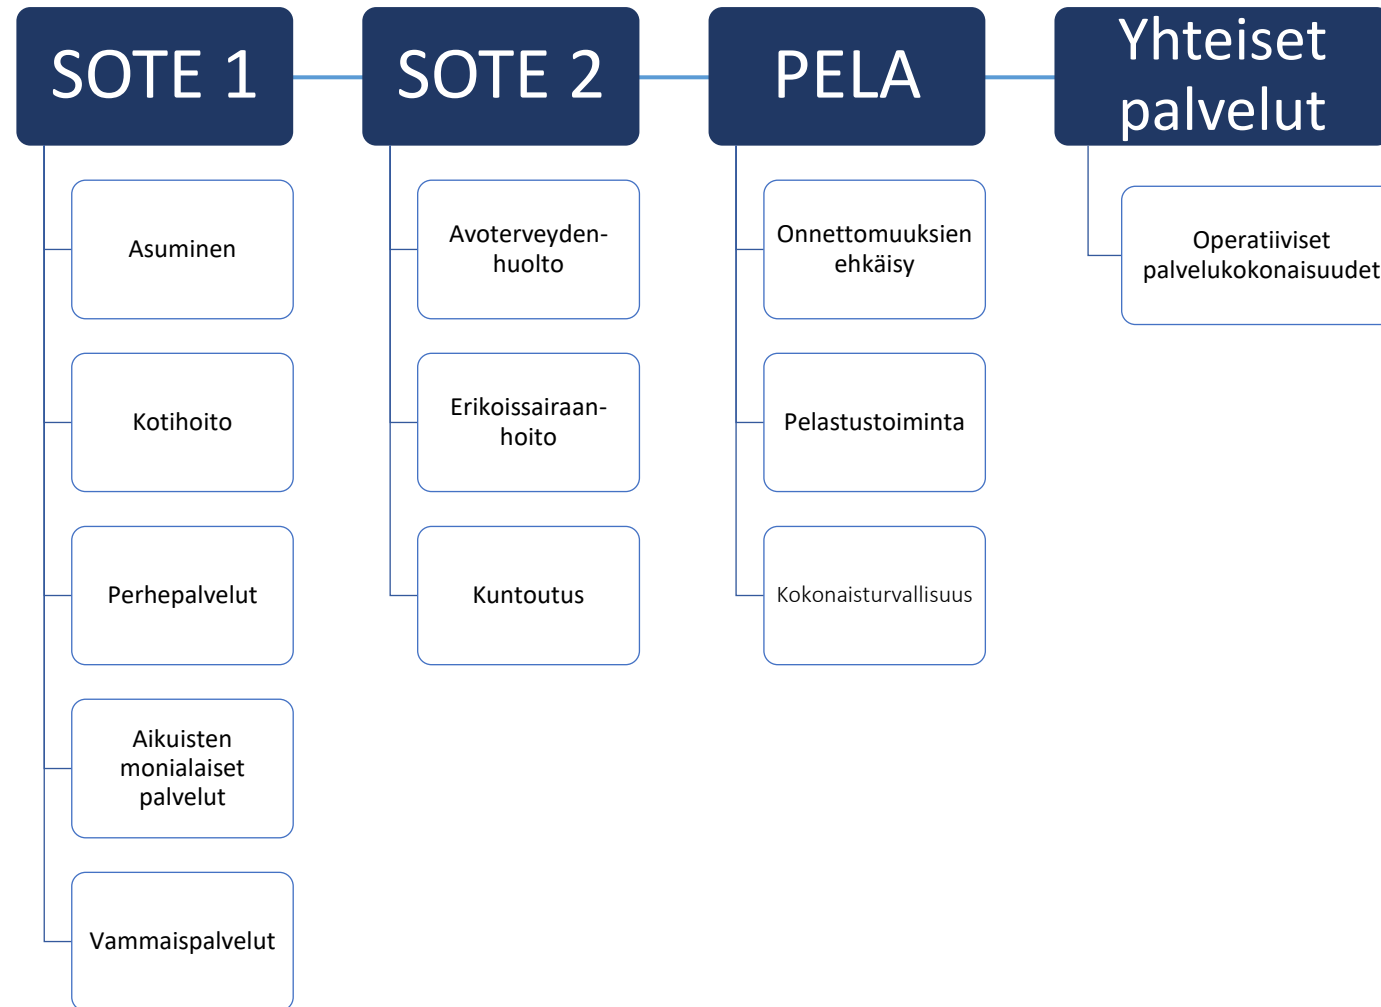 SOTE 1
SOTE 2
PELA
Yhteiset
palvelut
Asuminen
Kotihoito
Perhepalvelut
Aikuisten
monialaiset
palvelut
Vammaispalvelut
Avoterveyden-
huolto
Erikoissairaan-
hoito
Kuntoutus
Onnettomuuksien
ehkäisy
Pelastustoiminta
Kokonaisturvallisuus
Operatiiviset
palvelukokonaisuudet